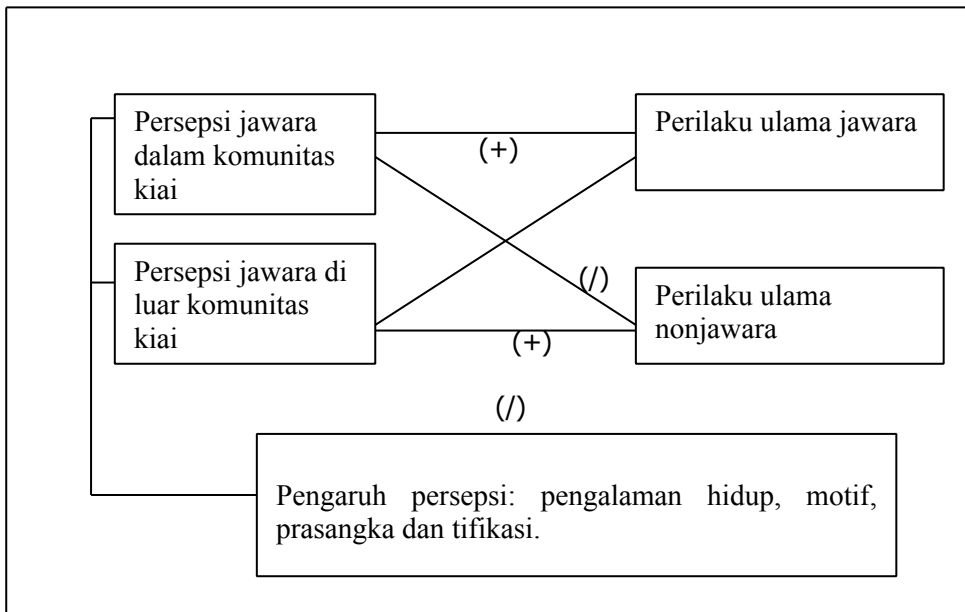 Persepsi jawara
dalam komunitas
kiai
(+)
Perilaku ulama jawara
Persepsi jawara di
luar komunitas
kiai
(/)
Perilaku ulama
nonjawara
(+)
(/)
Pengaruh persepsi: pengalaman hidup, motif,
prasangka dan tifikasi.